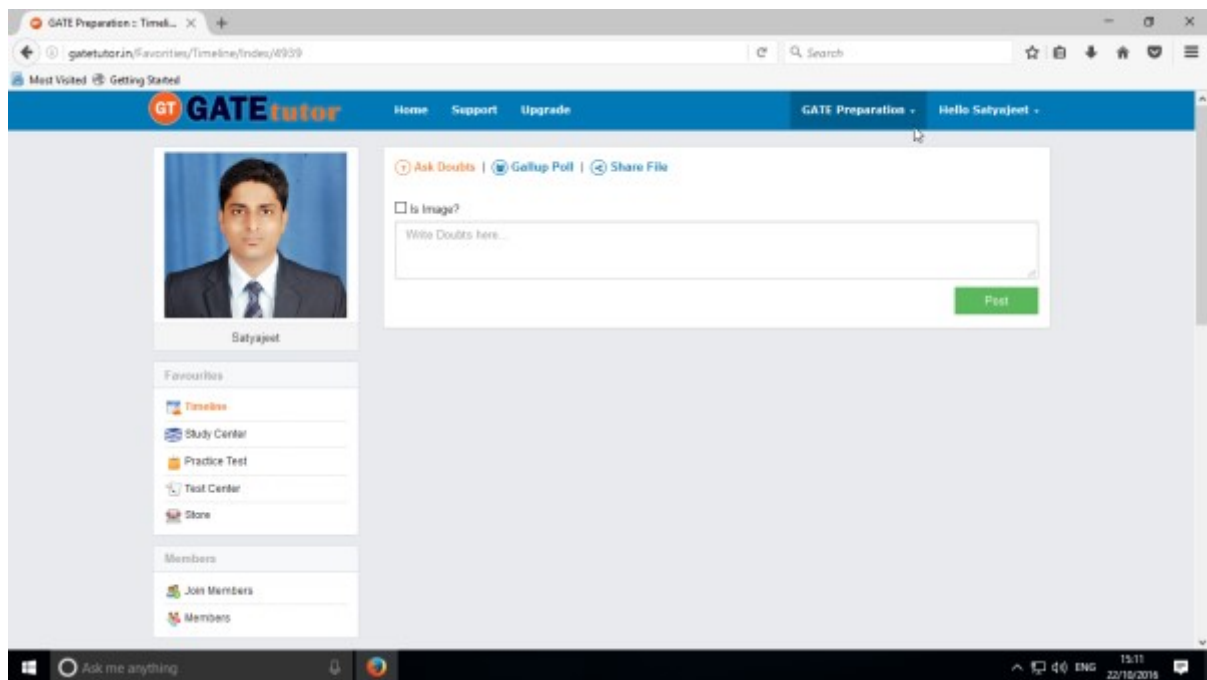 GATE Preparation :: Timeli...
gatetutor.in/Favorities/Timeline/Index/4939
Search
Most Visited Getting Started
GT GATEtutor Home Support Upgrade GATE Preparation Hello Satyajeet
Ask Doubts | Gallup Poll | Share File
Is Image?
Write Doubts here...
Post
Satyajeet
Favourites
Timeline
Study Center
Practice Test
Test Center
Store
Members
Join Members
Members
Ask me anything
ENG 15:11
22/10/2016